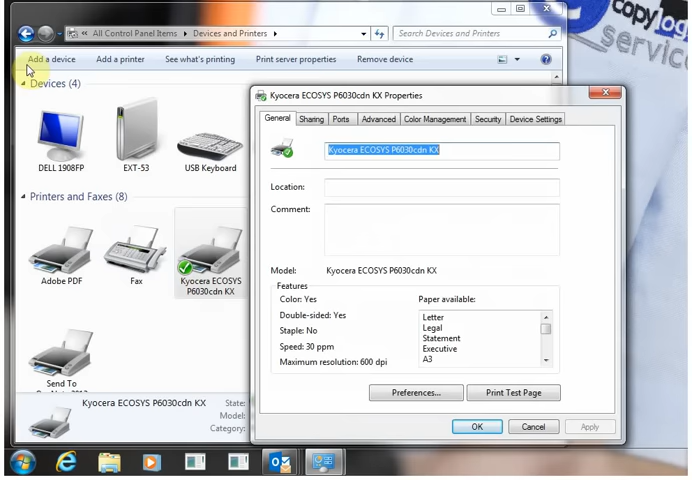 copylog
service
All Control Panel Items
Devices and Printers
Search Devices and Printers
Add a device
Add a printer
See what's printing
Print server properties
Remove device
Devices (4)
DELL 1908FP
EXT-53
USB Keyboard
Printers and Faxes (8)
Adobe PDF
Fax
Kyocera ECOSYS
P6030cdn KX
Send To
Kyocera ECOSYS P6030cdn KX
State:
Model:
Category:
Kyocera ECOSYS P6030cdn KX Properties
General
Sharing
Ports
Advanced
Color Management
Security
Device Settings
Kyocera ECOSYS P6030cdn KX
Location:
Comment:
Model: Kyocera ECOSYS P6030cdn KX
Features
Color: Yes
Double-sided: Yes
Staple: No
Speed: 30 ppm
Maximum resolution: 600 dpi
Paper available:
Letter
Legal
Statement
Executive
A3
Preferences...
Print Test Page
OK
Cancel
Apply